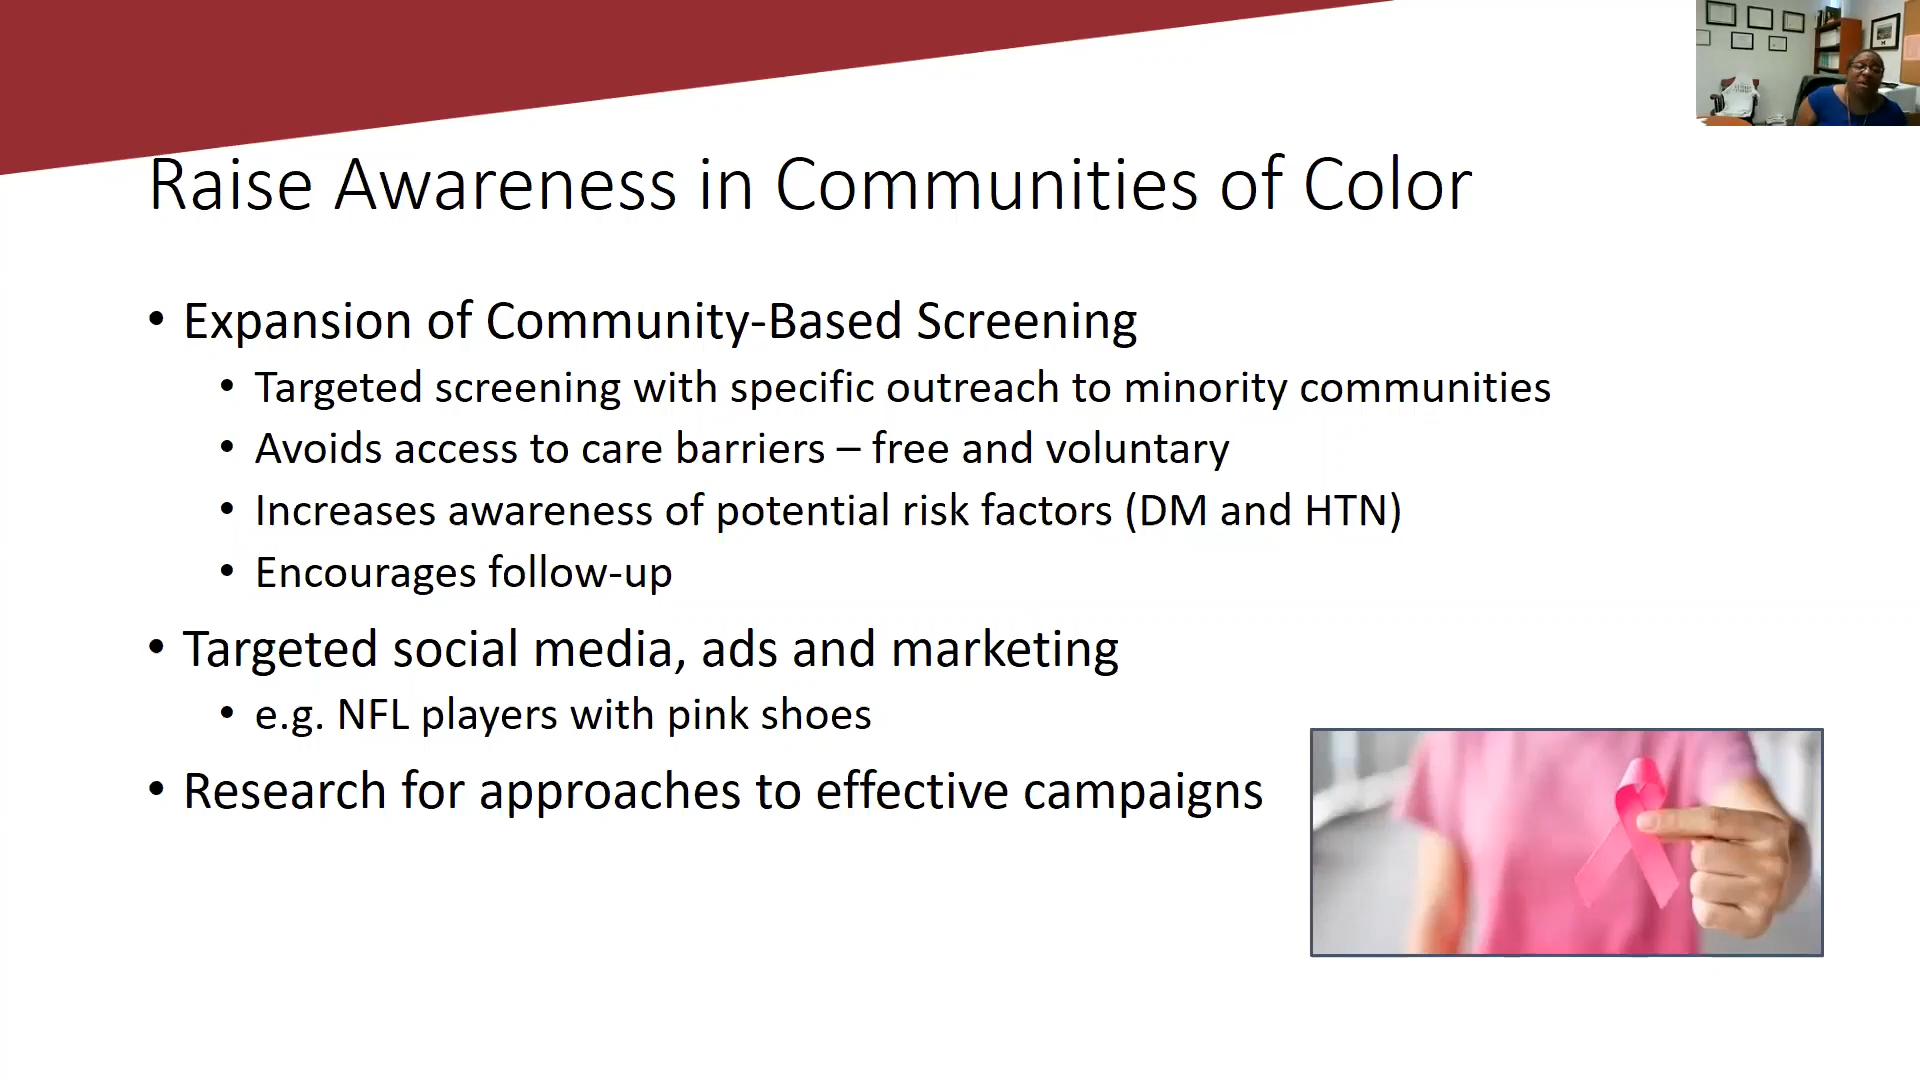 Raise Awareness in Communities of Color
• Expansion of Community-Based Screening
• Targeted screening with specific outreach to minority communities
• Avoids access to care barriers – free and voluntary
• Increases awareness of potential risk factors (DM and HTN)
• Encourages follow-up
• Targeted social media, ads and marketing
• e.g. NFL players with pink shoes
• Research for approaches to effective campaigns